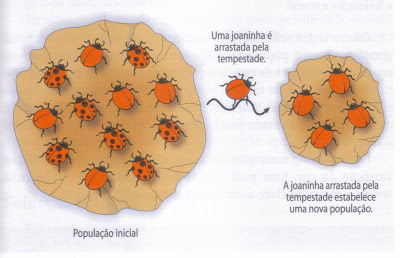 Uma joaninha é
arrastada pela
tempestade.
A joaninha arrastada pela
tempestade estabelece
uma nova população.
População inicial